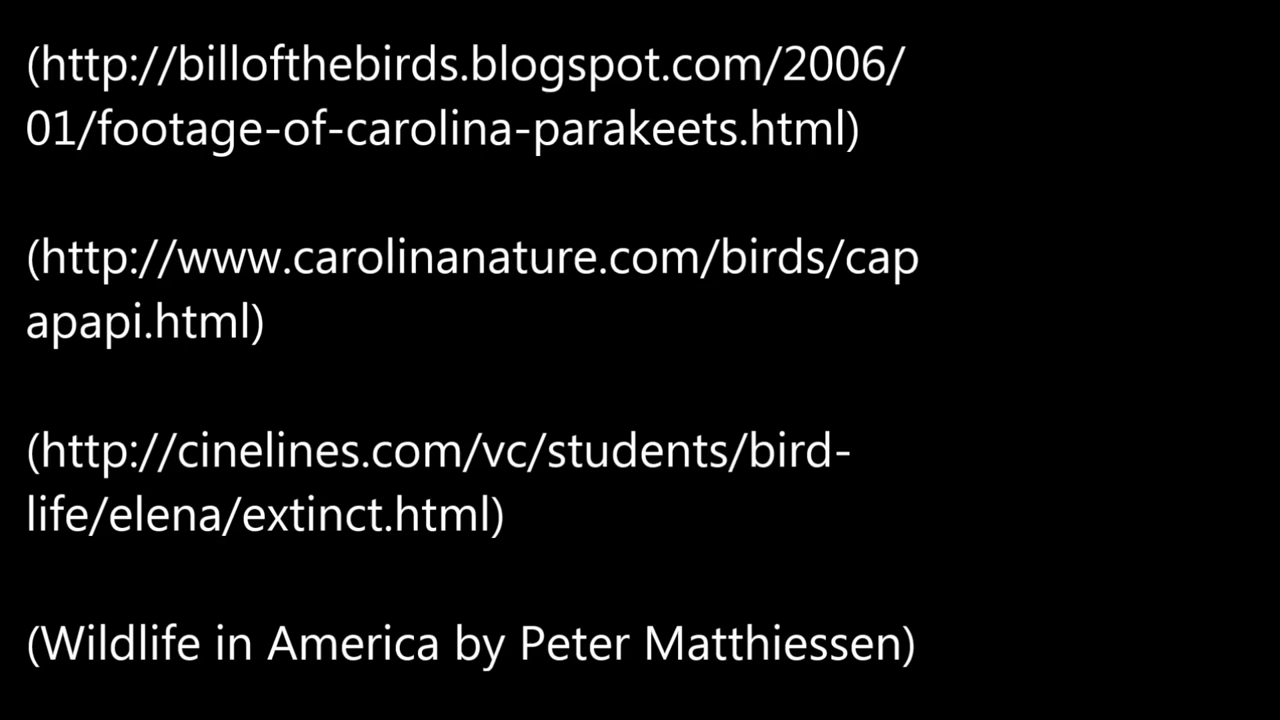 (http://billofthebirds.blogspot.com/2006/
01/footage-of-carolina-parakeets.html)
(http://www.carolinanature.com/birds/cap
apapi.html)
(http://cinelines.com/vc/students/bird-
life/elena/extinct.html)
(Wildlife in America by Peter Matthiessen)